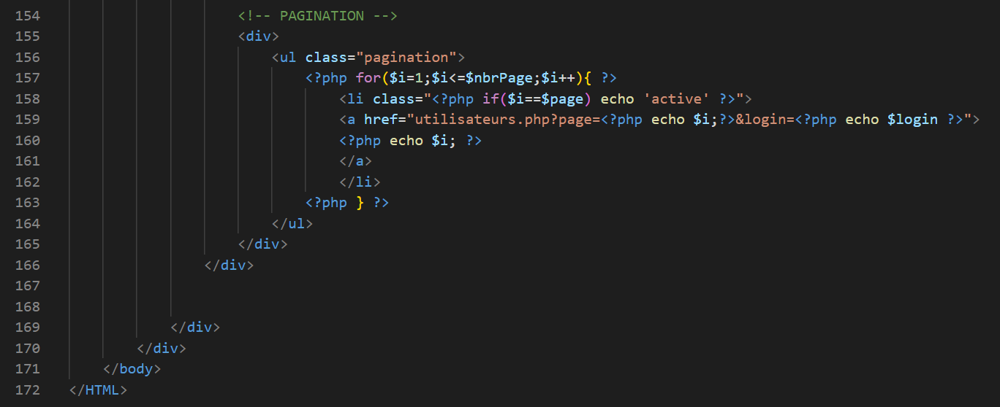 154 <!-- PAGINATION -->
155 <div>
156 <ul class="pagination">
157 <?php for($i=1;$i<=$nbrPage;$i++){ ?>
158 <li class="<?php if($i==$page) echo 'active' ?>">
159 <a href="utilisateurs.php?page=<?php echo $i;?>&login=<?php echo $login ?>">
160 <?php echo $i; ?>
161 </a>
162 </li>
163 <?php } ?>
164 </ul>
165 </div>
166 </div>
167
168
169 </div>
170 </div>
171 </body>
172 </HTML>